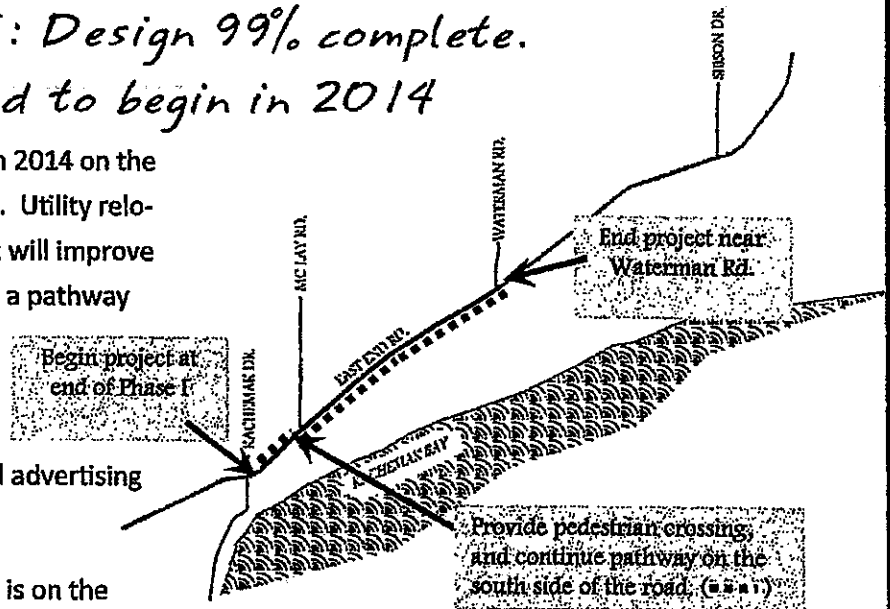 : Design 99% complete.
d to begin in 2014
n 2014 on the
. Utility relo-
will improve
a pathway
advertising
is on the
SHISON DR.
WATERMAN RD.
MC LAY RD.
EAST END RD.
KACHEMAK DR.
KACHEMAK BAY
End project near
Waterman Rd.
Begin project at
end of Phase I
Provide pedestrian crossing,
and continue pathway on the
south side of the road.